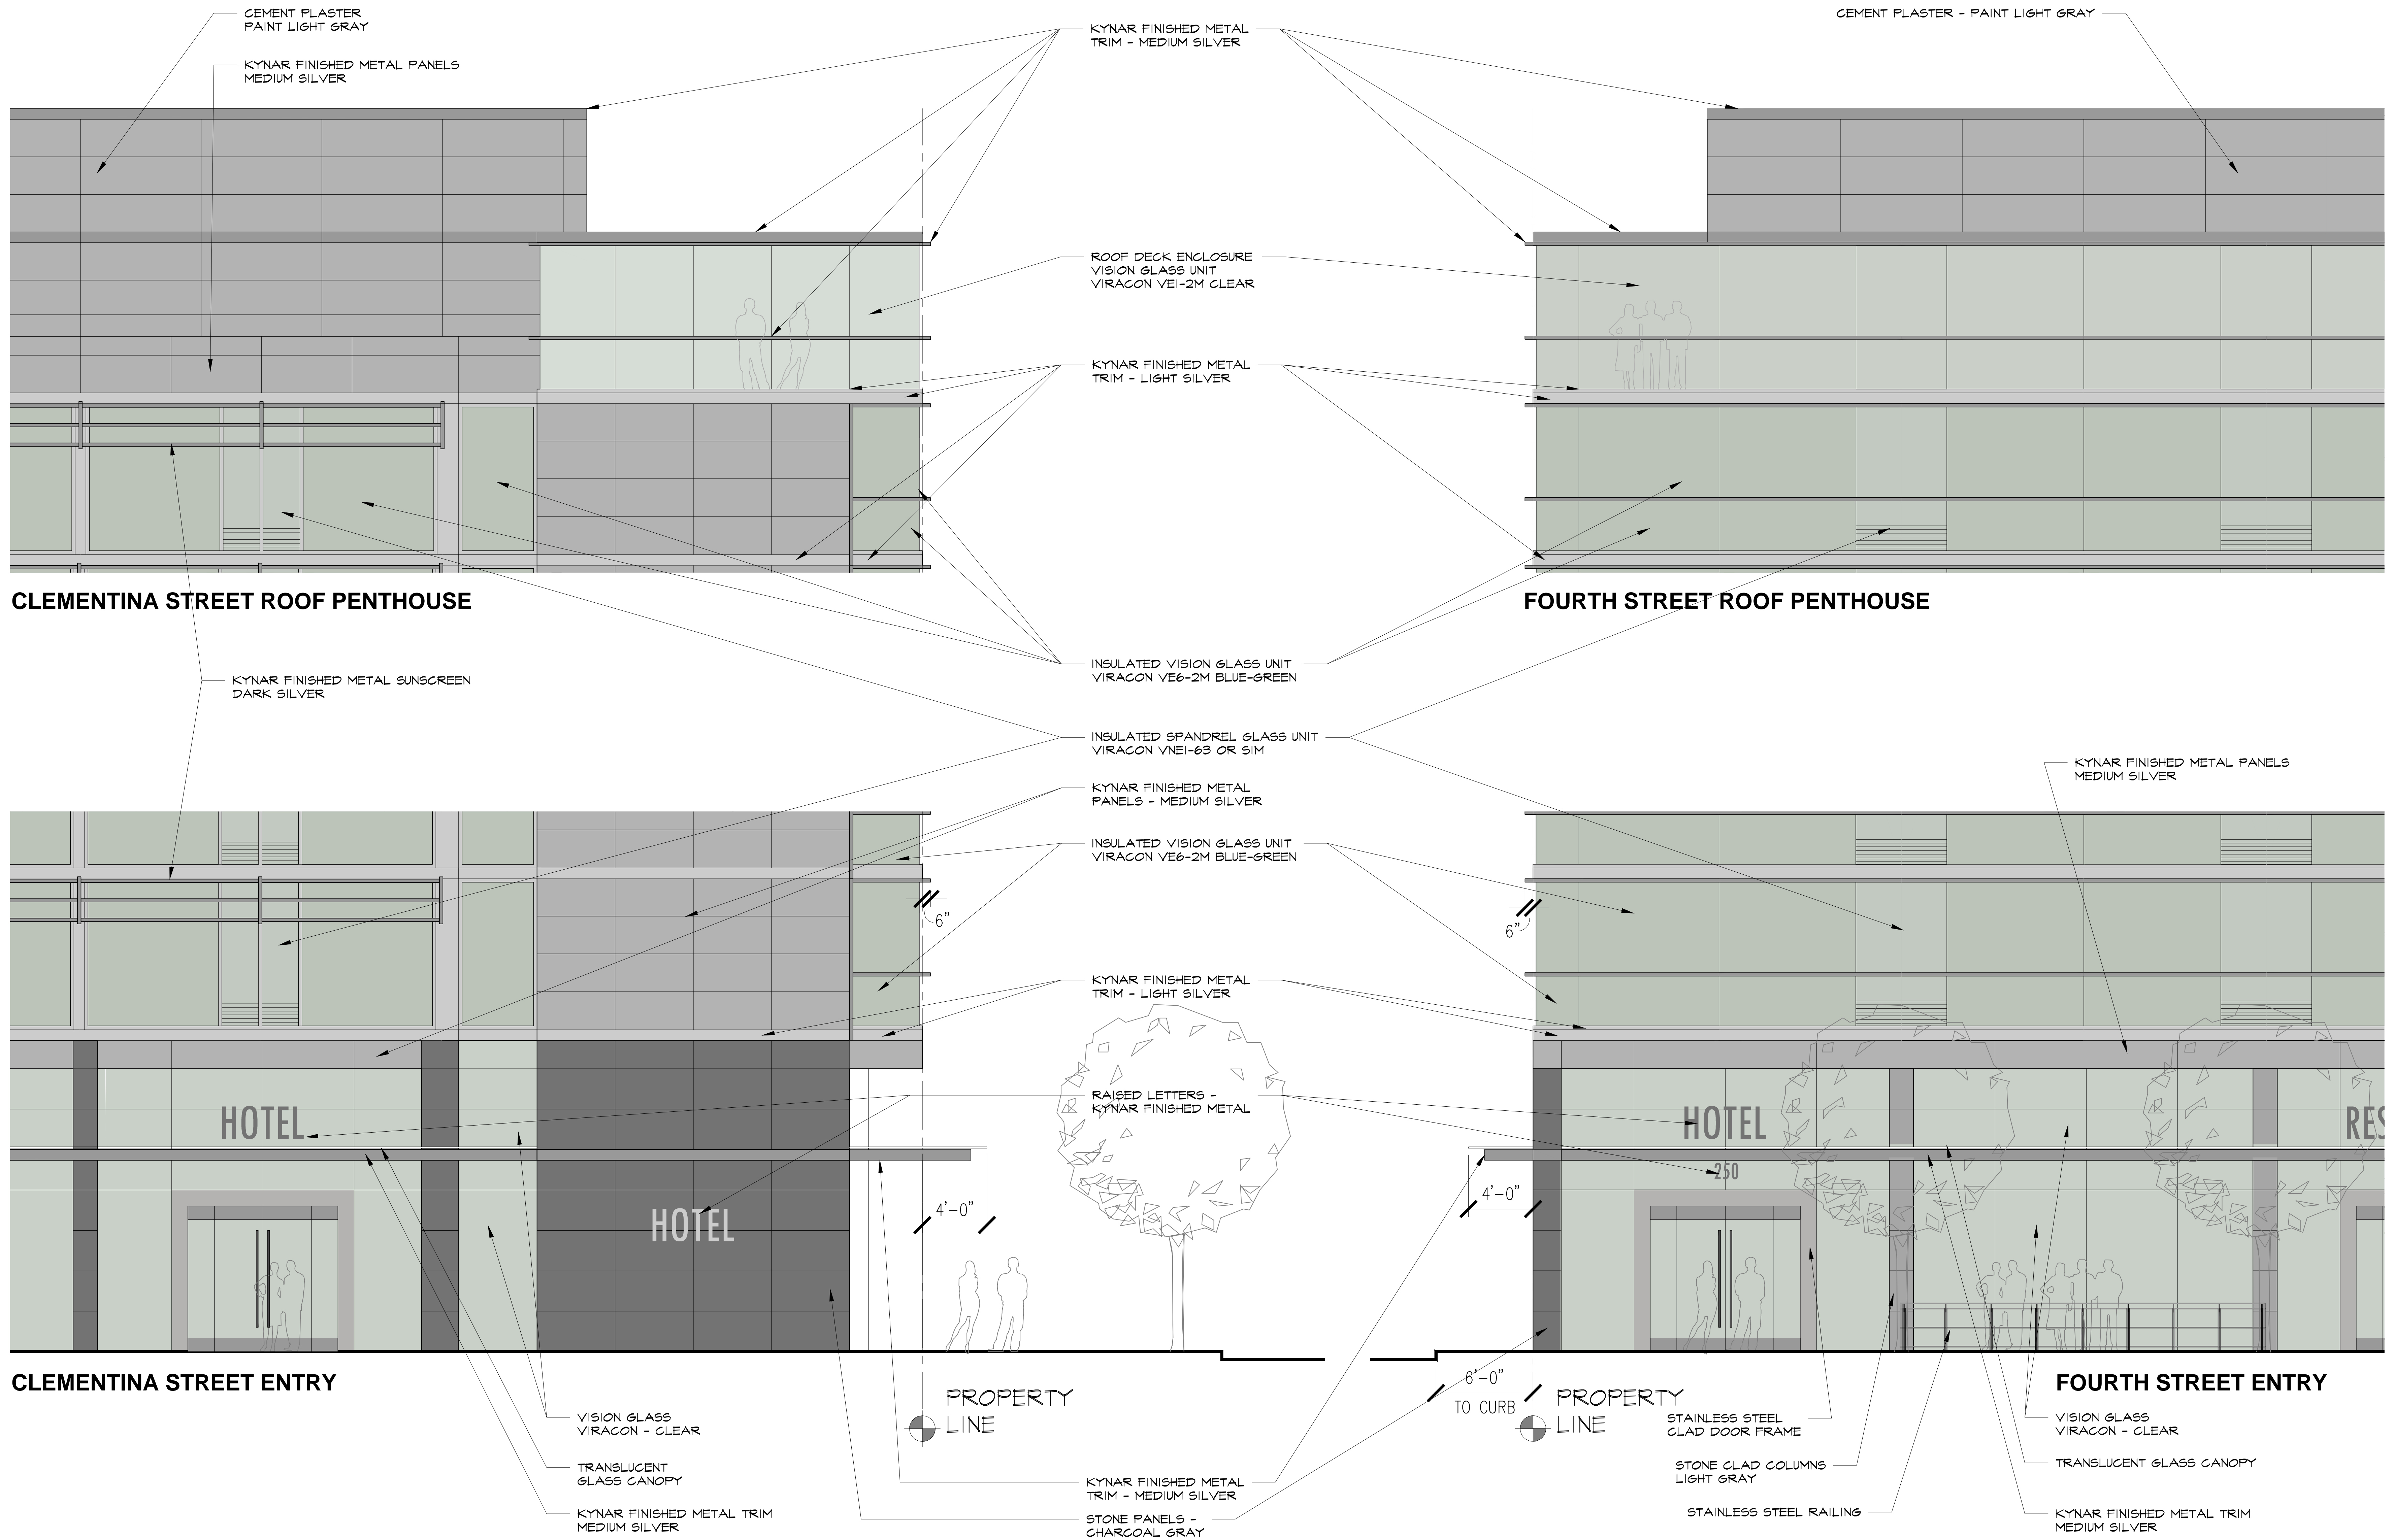 CEMENT PLASTER
PAINT LIGHT GRAY
KYNAR FINISHED METAL PANELS
MEDIUM SILVER
KYNAR FINISHED METAL
TRIM - MEDIUM SILVER
CEMENT PLASTER - PAINT LIGHT GRAY
ROOF DECK ENCLOSURE
VISION GLASS UNIT
VIRACON VE1-2M CLEAR
KYNAR FINISHED METAL
TRIM - LIGHT SILVER
CLEMENTINA STREET ROOF PENTHOUSE
FOURTH STREET ROOF PENTHOUSE
KYNAR FINISHED METAL SUNSCREEN
DARK SILVER
INSULATED VISION GLASS UNIT
VIRACON VE6-2M BLUE-GREEN
INSULATED SPANDREL GLASS UNIT
VIRACON VNE1-63 OR SIM
KYNAR FINISHED METAL PANELS
MEDIUM SILVER
KYNAR FINISHED METAL
PANELS - MEDIUM SILVER
INSULATED VISION GLASS UNIT
VIRACON VE6-2M BLUE-GREEN
6"
6"
KYNAR FINISHED METAL
TRIM - LIGHT SILVER
RAISED LETTERS -
KYNAR FINISHED METAL
HOTEL
HOTEL
RES
250
HOTEL
4'-0"
4'-0"
CLEMENTINA STREET ENTRY
FOURTH STREET ENTRY
PROPERTY
LINE
6'-0"
TO CURB
PROPERTY
LINE
VISION GLASS
VIRACON - CLEAR
TRANSLUCENT
GLASS CANOPY
KYNAR FINISHED METAL TRIM
MEDIUM SILVER
KYNAR FINISHED METAL
TRIM - MEDIUM SILVER
STONE PANELS -
CHARCOAL GRAY
STAINLESS STEEL
CLAD DOOR FRAME
STONE CLAD COLUMNS
LIGHT GRAY
STAINLESS STEEL RAILING
VISION GLASS
VIRACON - CLEAR
TRANSLUCENT GLASS CANOPY
KYNAR FINISHED METAL TRIM
MEDIUM SILVER